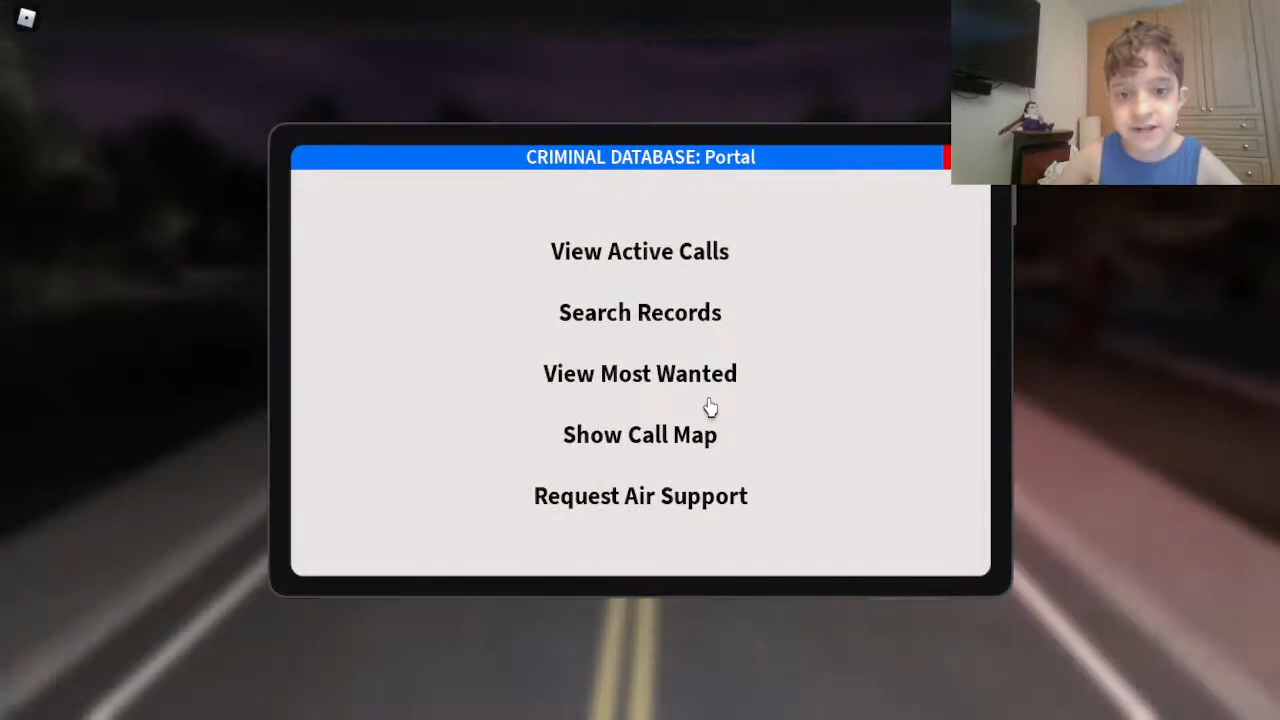 CRIMINAL DATABASE: Portal
View Active Calls
Search Records
View Most Wanted
Show Call Map
Request Air Support